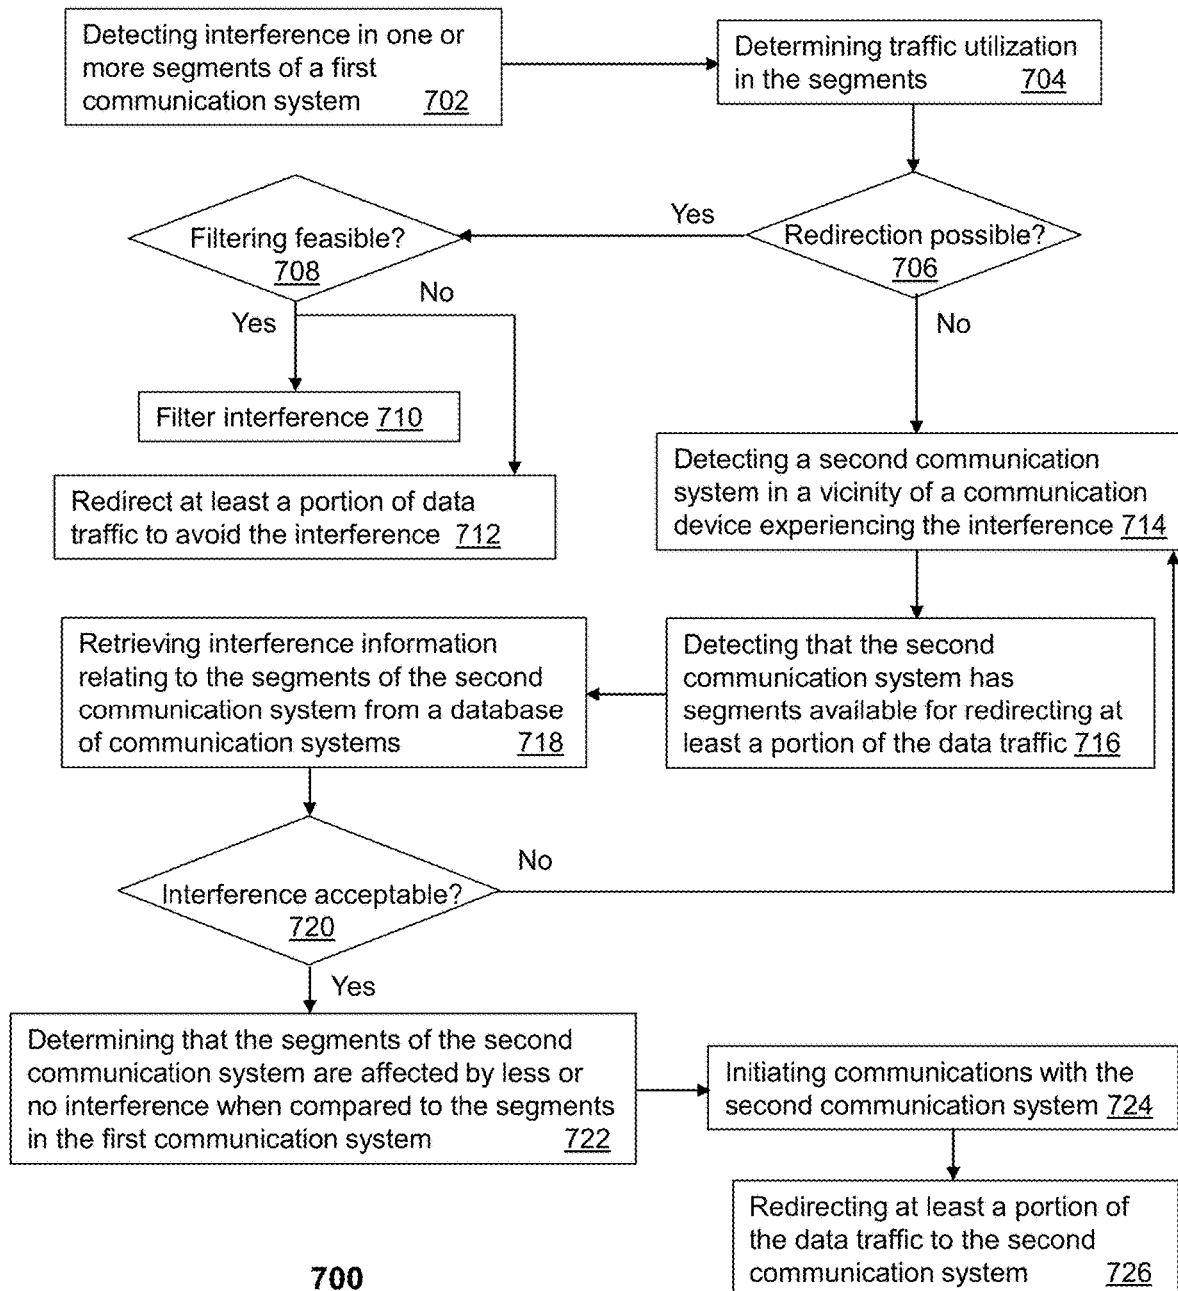 Detecting interference in one or
more segments of a first
communication system 702
Determining traffic utilization
in the segments 704
Yes
Filtering feasible?
708
Redirection possible?
706
No
Yes
No
Filter interference 710
Redirect at least a portion of data
traffic to avoid the interference 712
Detecting a second communication
system in a vicinity of a communication
device experiencing the interference 714
Retrieving interference information
relating to the segments of the second
communication system from a database
of communication systems 718
Detecting that the second
communication system has
segments available for redirecting at
least a portion of the data traffic 716
No
Interference acceptable?
720
Yes
Determining that the segments of the second
communication system are affected by less or
no interference when compared to the segments
in the first communication system 722
Initiating communications with the
second communication system 724
Redirecting at least a portion of
the data traffic to the second
communication system 726
700